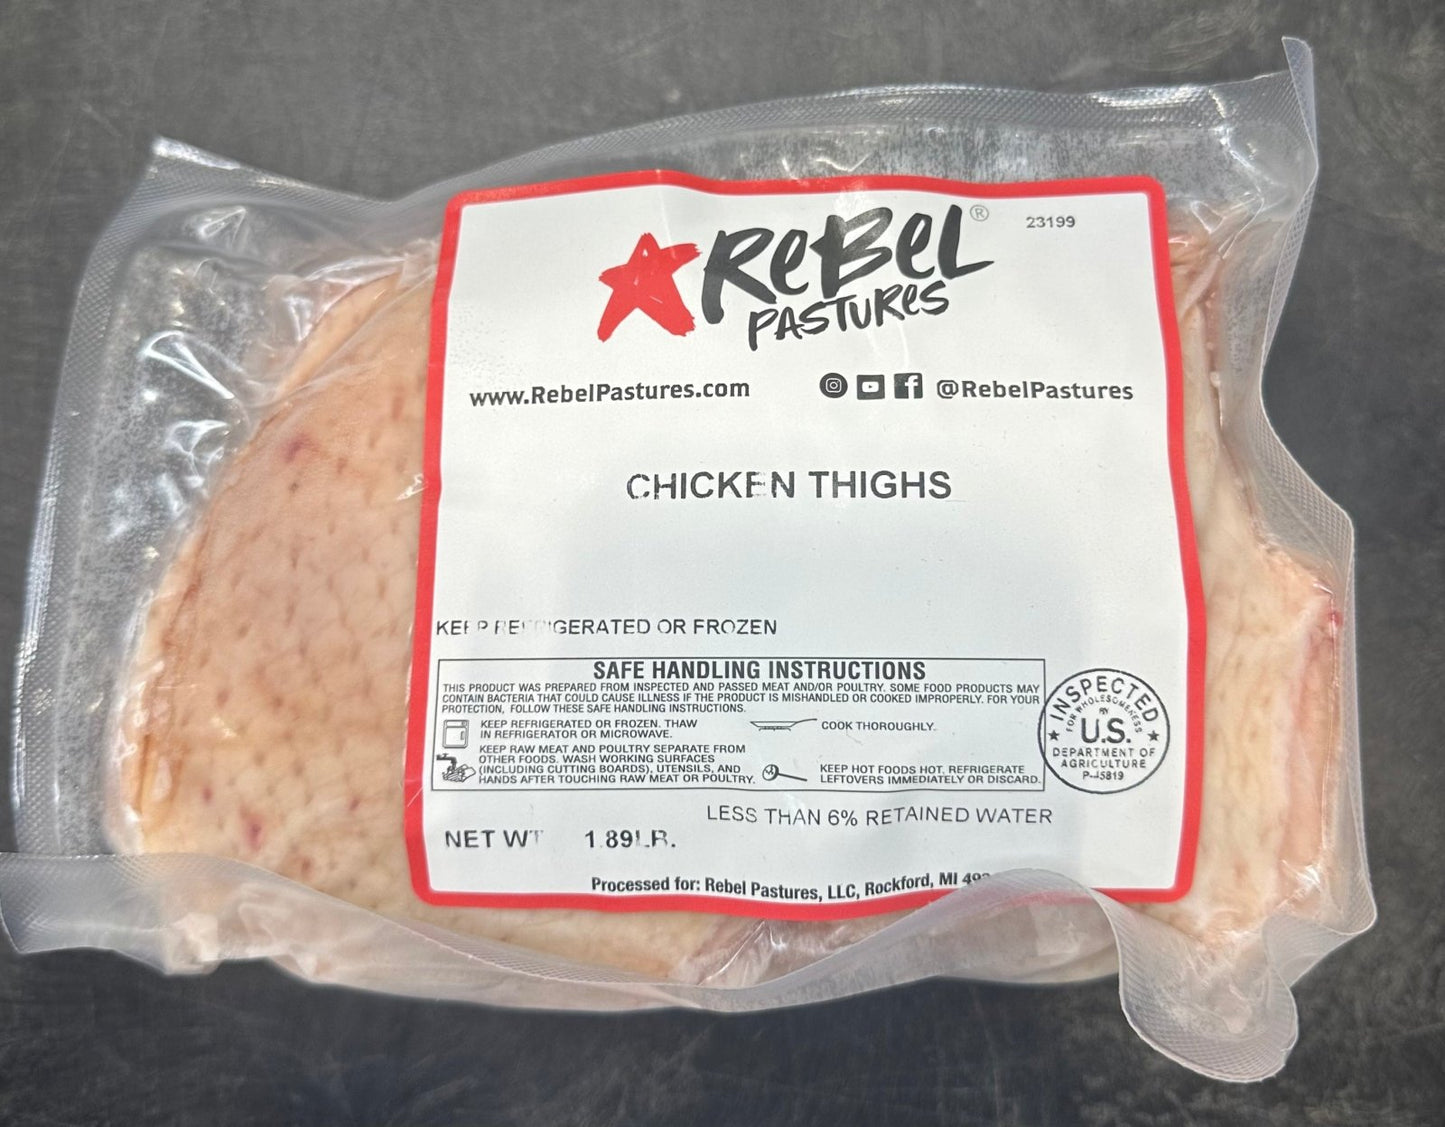 ReBeL®
PASTURes
23199
www.RebelPastures.com
@RebelPastures
CHICKEN THIGHS
KEEP REFRIGERATED OR FROZEN
SAFE HANDLING INSTRUCTIONS
THIS PRODUCT WAS PREPARED FROM INSPECTED AND PASSED MEAT AND/OR POULTRY. SOME FOOD PRODUCTS MAY
CONTAIN BACTERIA THAT COULD CAUSE ILLNESS IF THE PRODUCT IS MISHANDLED OR COOKED IMPROPERLY. FOR YOUR
PROTECTION, FOLLOW THESE SAFE HANDLING INSTRUCTIONS.
KEEP REFRIGERATED OR FROZEN. THAW
IN REFRIGERATOR OR MICROWAVE.
COOK THOROUGHLY.
KEEP RAW MEAT AND POULTRY SEPARATE FROM
OTHER FOODS. WASH WORKING SURFACES
(INCLUDING CUTTING BOARDS), UTENSILS, AND
HANDS AFTER TOUCHING RAW MEAT OR POULTRY.
KEEP HOT FOODS HOT. REFRIGERATE
LEFTOVERS IMMEDIATELY OR DISCARD.
INSPECTED
FOR WHOLESOMENESS
BY
U.S.
DEPARTMENT OF
AGRICULTURE
P-45819
LESS THAN 6% RETAINED WATER
NET WT 1.89LB.
Processed for: Rebel Pastures, LLC, Rockford, MI